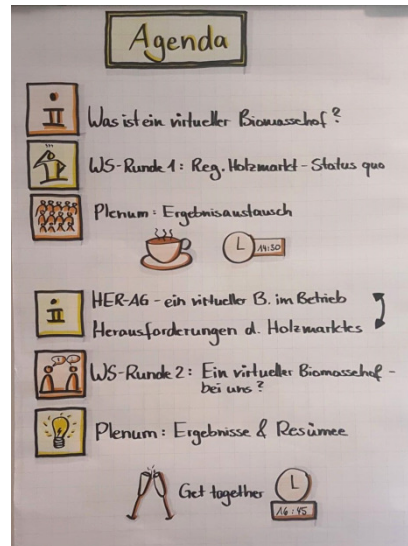 Agenda
Was ist ein virtueller Biomassehof?
WS-Runde 1: Reg. Holzmarkt - Status quo
Plenum: Ergebnisaustausch
14:30
HER-AG - ein virtueller B. im Betrieb
Herausforderungen d. Holzmarktes
WS-Runde 2: Ein virtueller Biomassehof -
bei uns?
Plenum: Ergebnisse & Resümee
Get together
16:45